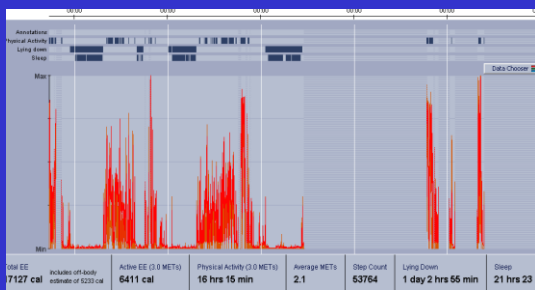 00:00 00:00 00:00 00:00 00:00
Annotations
Physical Activity
Lying down
Sleep
Data Chooser
Max
Min
Total EE
17127 cal
includes off-body
estimate of 5233 cal
Active EE (3.0 METs)
6411 cal
Physical Activity (3.0 METs)
16 hrs 15 min
Average METs
2.1
Step Count
53764
Lying Down
1 day 2 hrs 55 min
Sleep
21 hrs 23